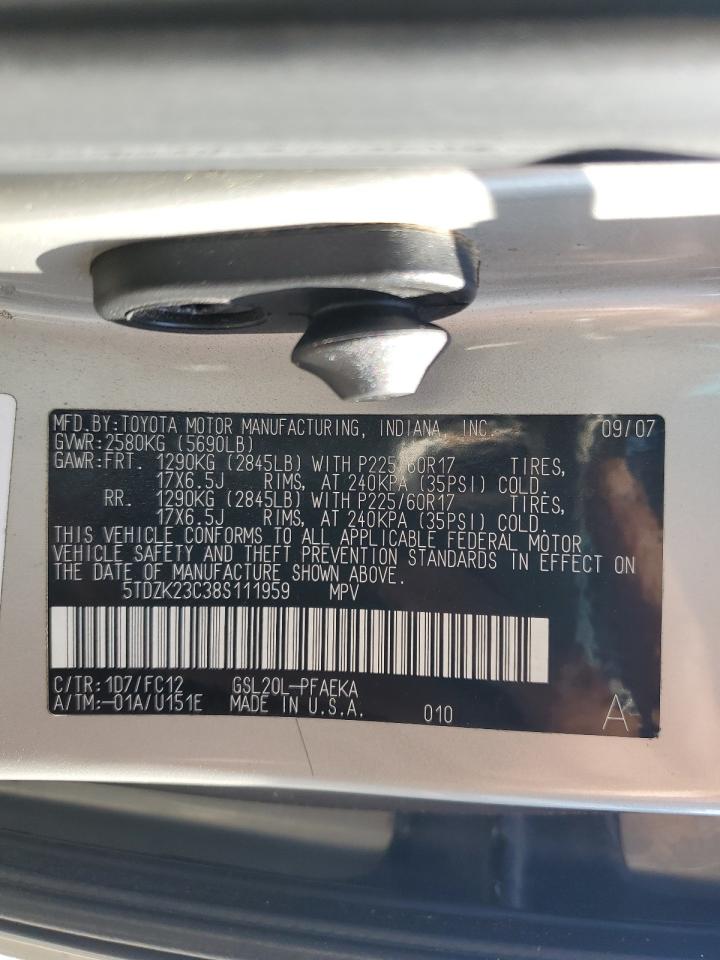 MFD.BY:TOYOTA MOTOR MANUFACTURING, INDIANA, INC. 09/07
GVWR:2580KG (5690LB)
GAWR:FRT. 1290KG (2845LB) WITH P225/60R17 TIRES,
17X6.5J RIMS, AT 240KPA (35PSI) COLD.
RR. 1290KG (2845LB) WITH P225/60R17 TIRES,
17X6.5J RIMS, AT 240KPA (35PSI) COLD.
THIS VEHICLE CONFORMS TO ALL APPLICABLE FEDERAL MOTOR
VEHICLE SAFETY AND THEFT PREVENTION STANDARDS IN EFFECT ON
THE DATE OF MANUFACTURE SHOWN ABOVE.
5TDZK23C38S111959 MPV
C/TR:1D7/FC12 GSL20L-PFAEKA
A/TM:-01A/U151E MADE IN U.S.A. 010 A